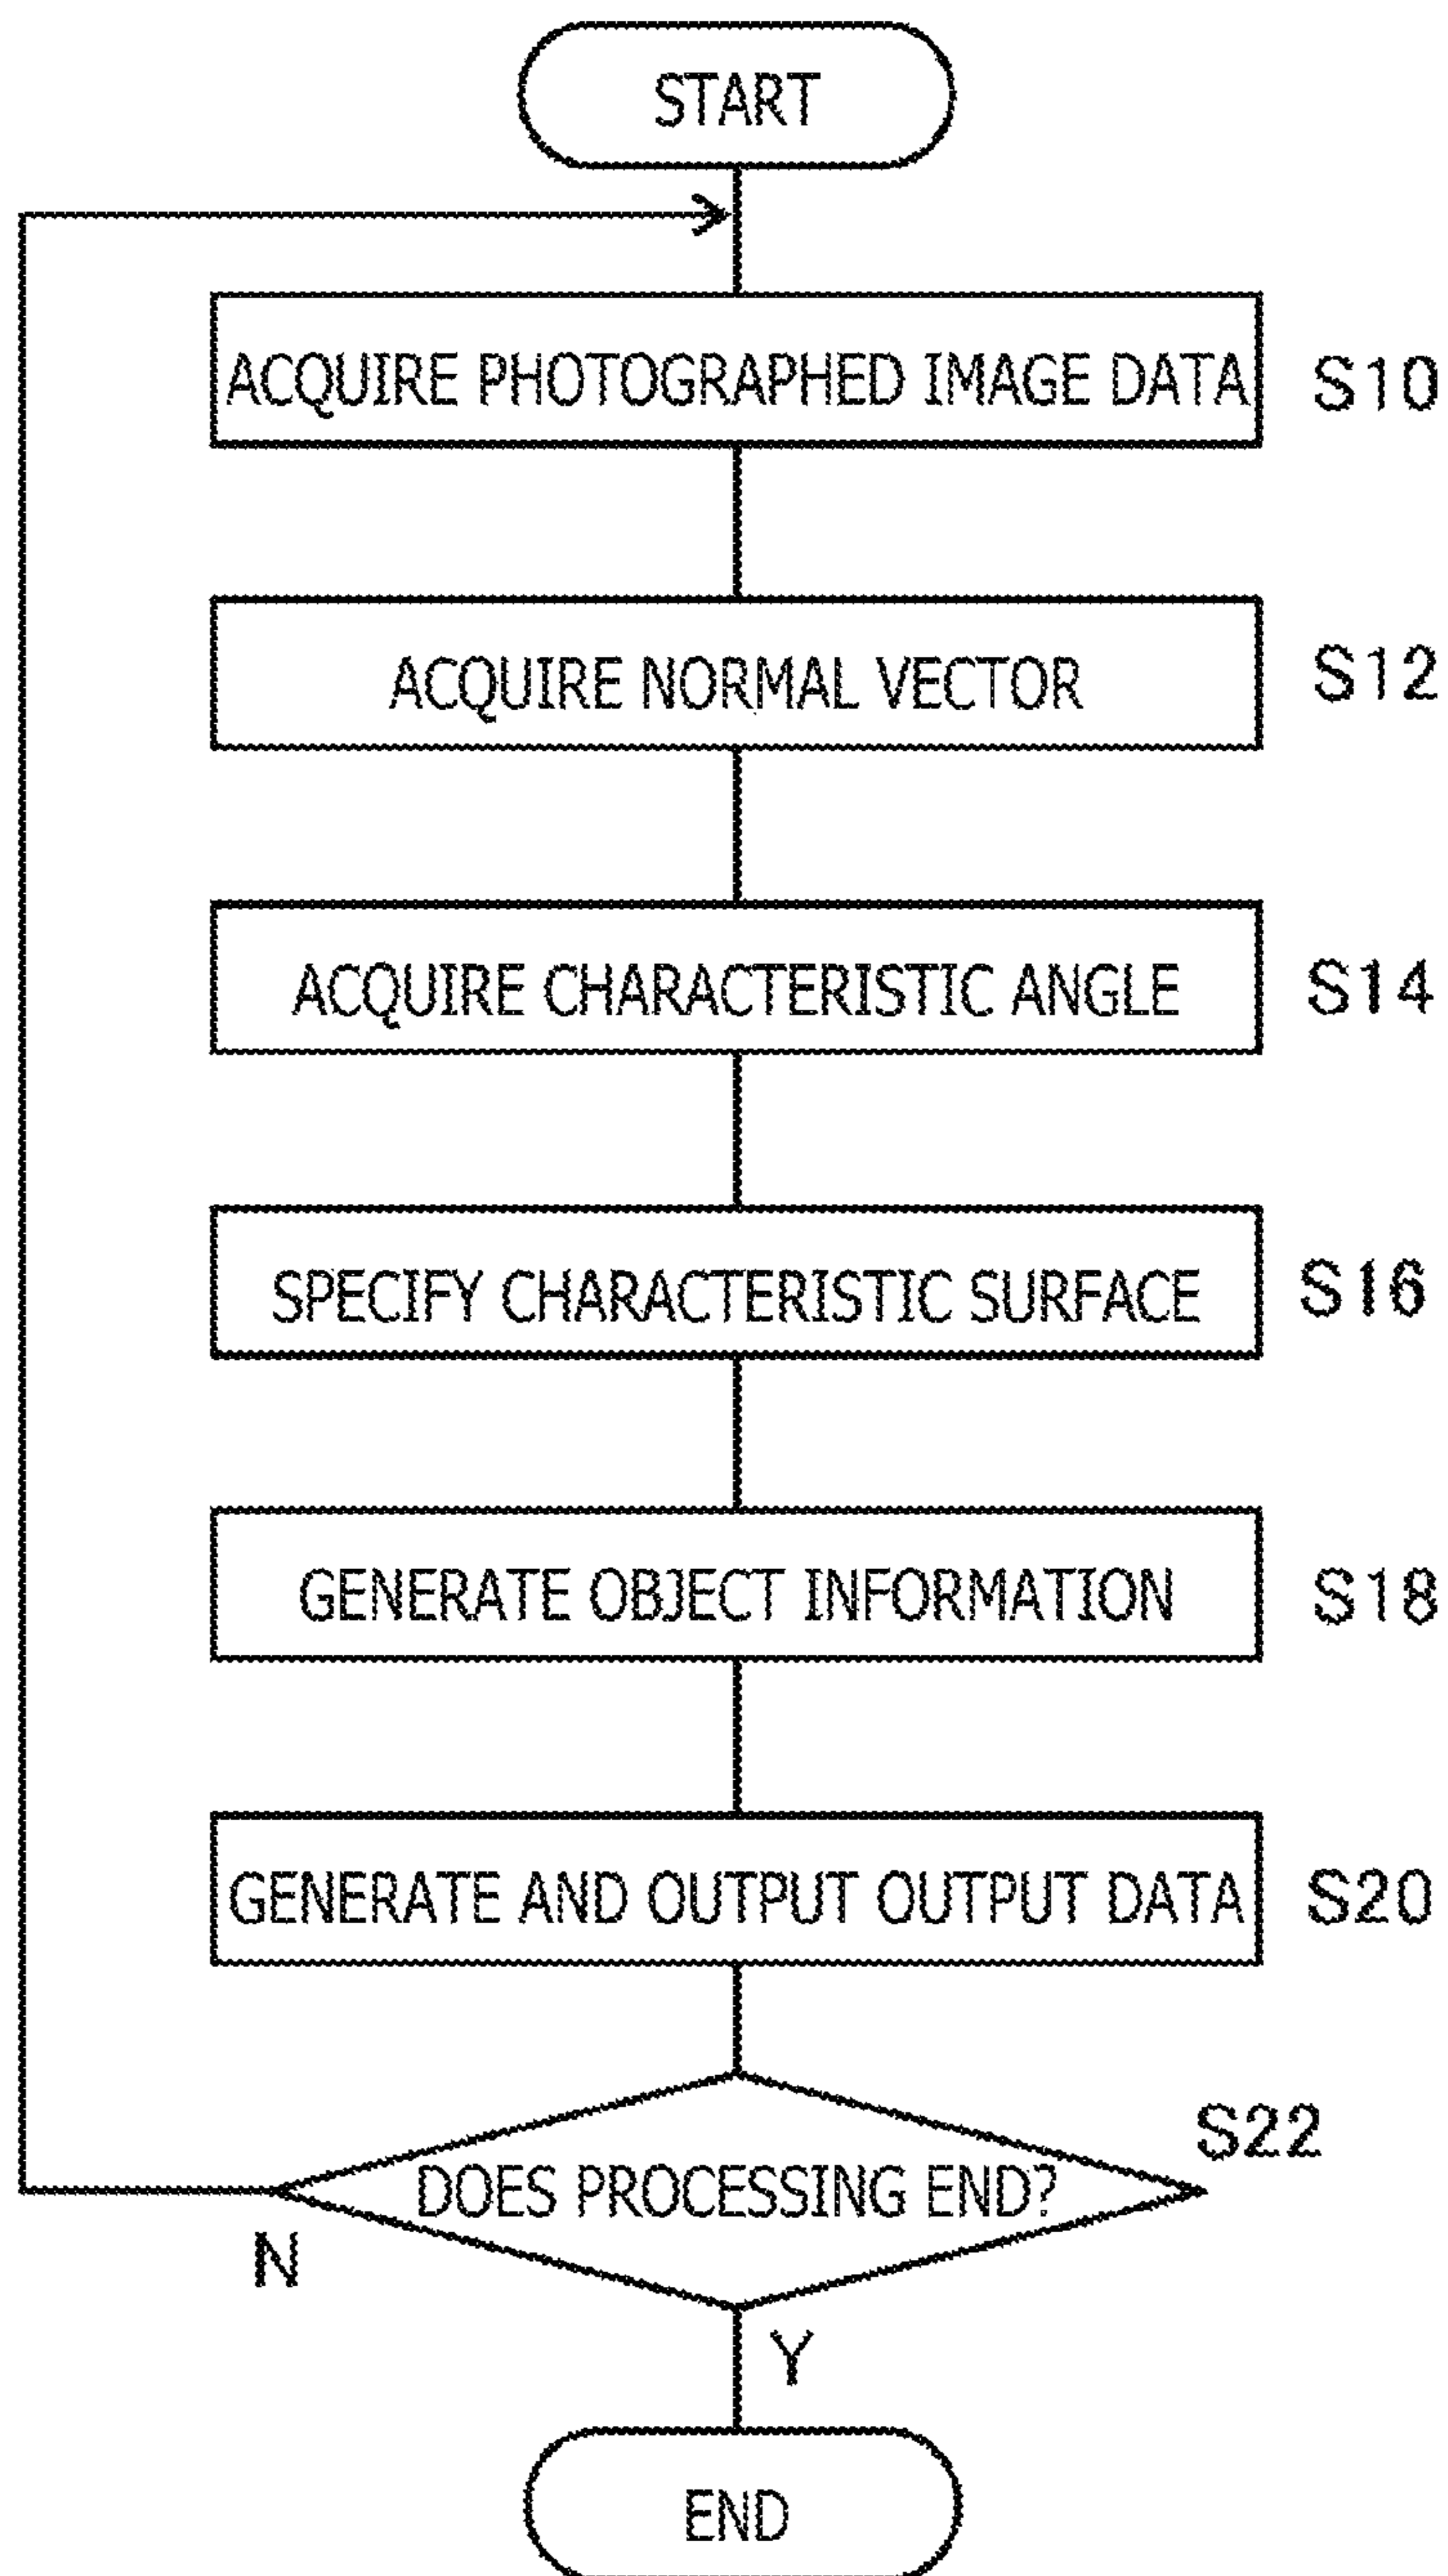 START
ACQUIRE PHOTOGRAPHED IMAGE DATA S10
ACQUIRE NORMAL VECTOR S12
ACQUIRE CHARACTERISTIC ANGLE S14
SPECIFY CHARACTERISTIC SURFACE S16
GENERATE OBJECT INFORMATION S18
GENERATE AND OUTPUT OUTPUT DATA S20
S22
DOES PROCESSING END?
N
Y
END